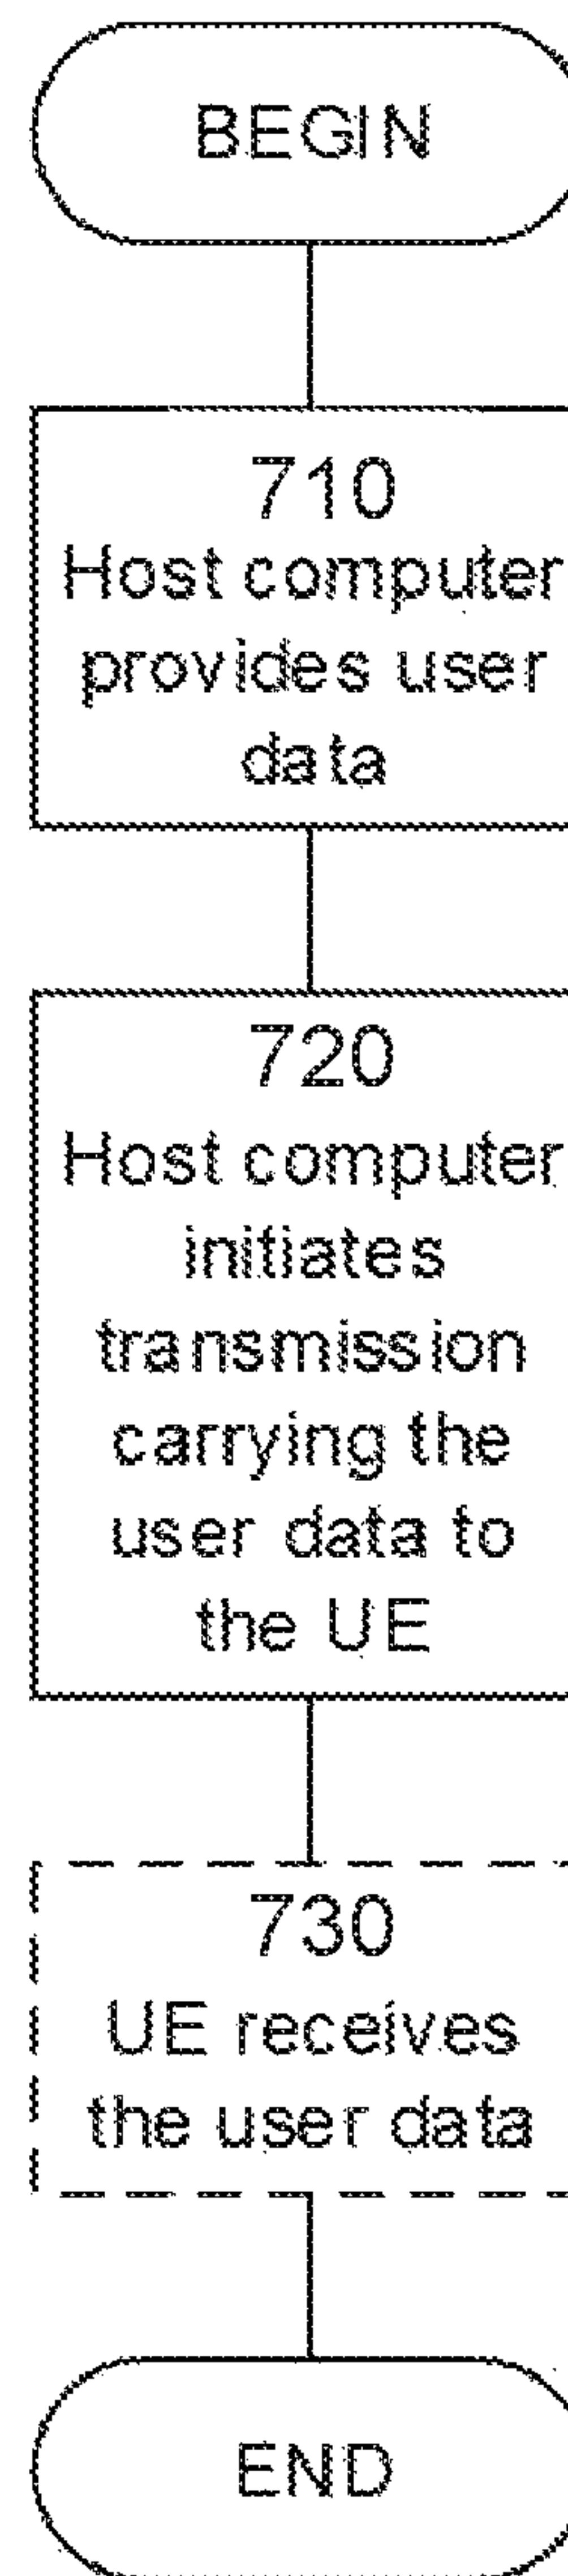 BEGIN
710
Host computer
provides user
data
720
Host computer
initiates
transmission
carrying the
user data to
the UE
730
UE receives
the user data
END